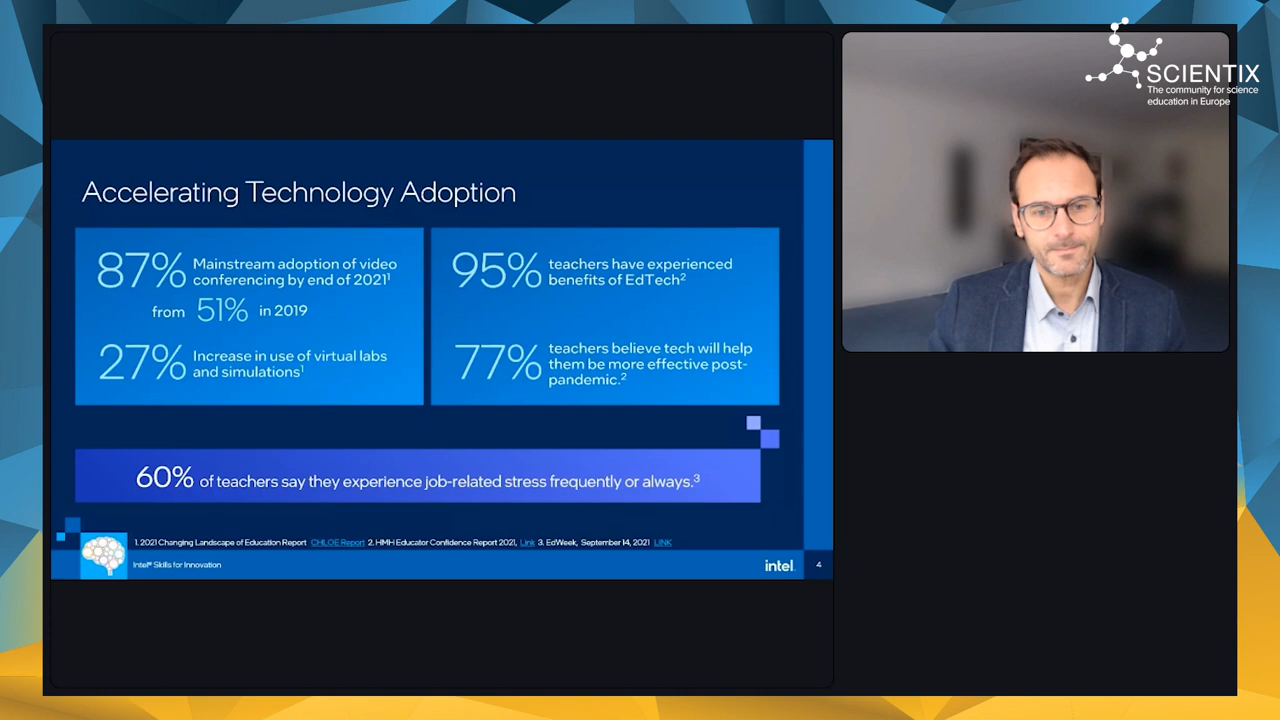 SCIENTIX
The community for science
education in Europe
Accelerating Technology Adoption
87% Mainstream adoption of video
conferencing by end of 2021¹
from 51% in 2019
27% Increase in use of virtual labs
and simulations¹
95% teachers have experienced
benefits of EdTech²
77% teachers believe tech will help
them be more effective post-
pandemic.²
60% of teachers say they experience job-related stress frequently or always.³
1. 2021 Changing Landscape of Education Report CHLOE Report 2. HMH Educator Confidence Report 2021, Link 3. EdWeek, September 14, 2021 LINK
Intel® Skills for Innovation
intel.
4